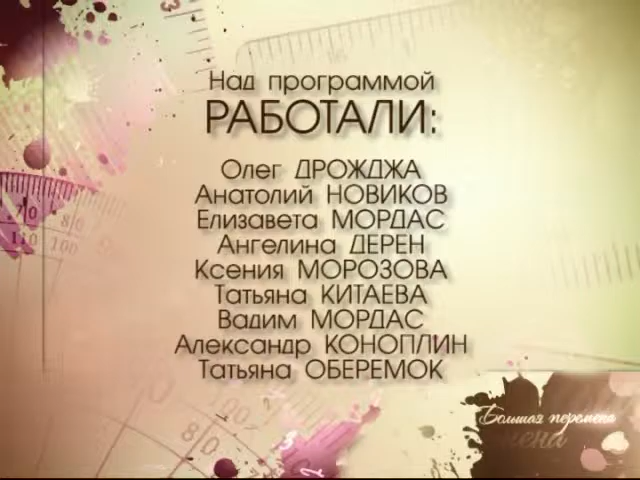 Над программой
РАБОТАЛИ:
Олег ДРОЖДЖА
Анатолий НОВИКОВ
Елизавета МОРДАС
Ангелина ДЕРЕН
Ксения МОРОЗОВА
Татьяна КИТАЕВА
Вадим МОРДАС
Александр КОНОПЛИН
Татьяна ОБЕРЕМОК
Большая перемена